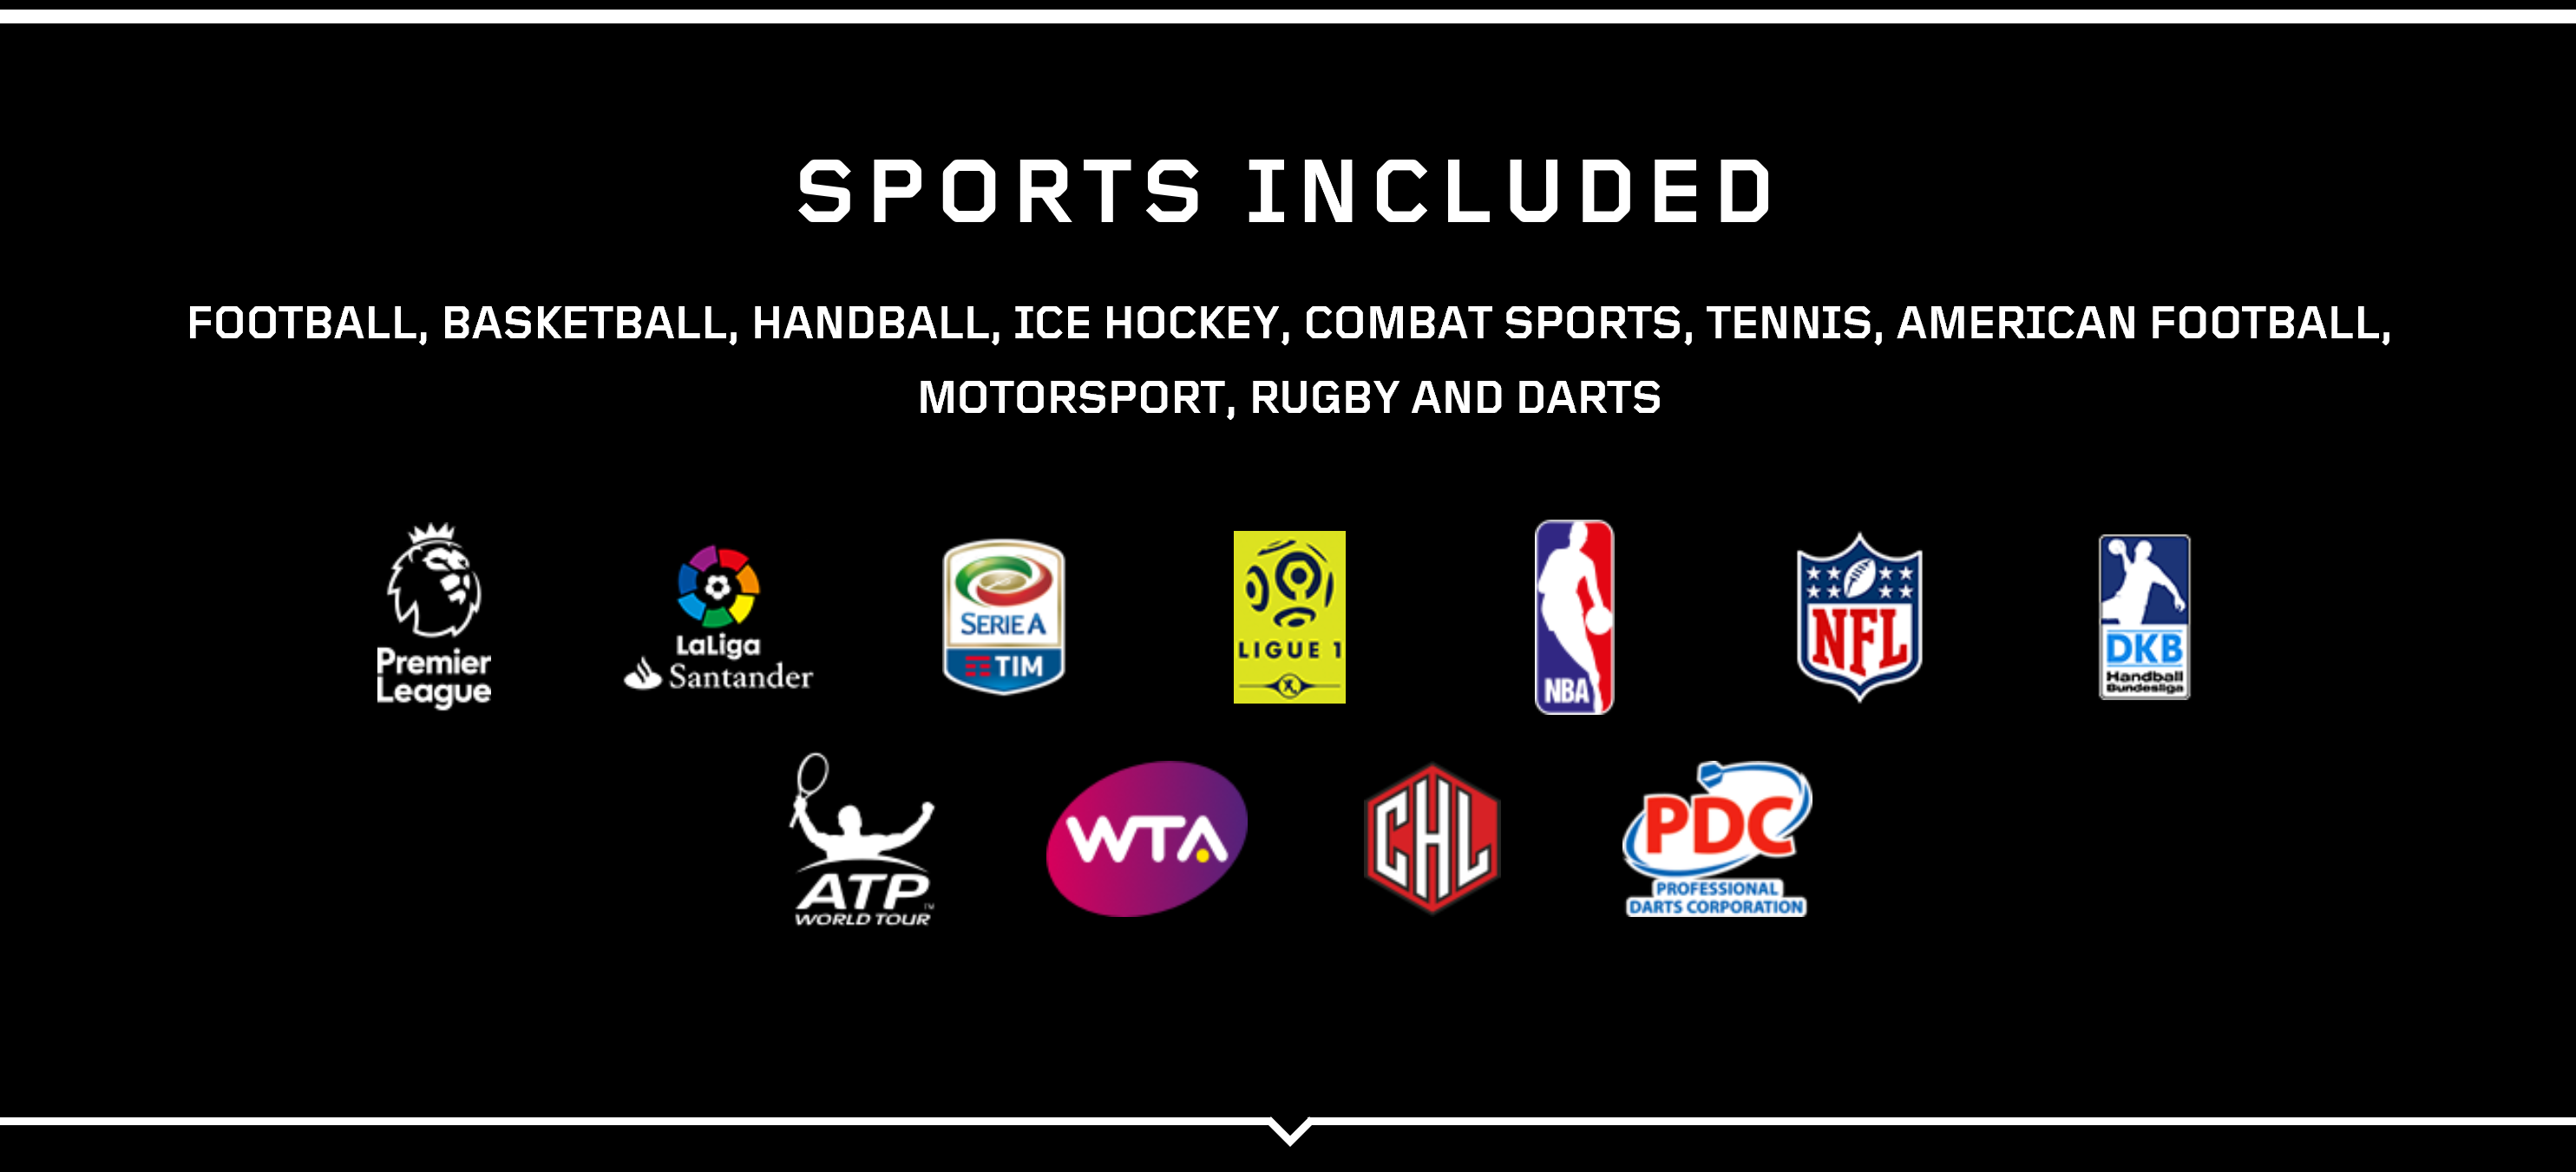 SPORTS INCLUDED
FOOTBALL, BASKETBALL, HANDBALL, ICE HOCKEY, COMBAT SPORTS, TENNIS, AMERICAN FOOTBALL,
MOTORSPORT, RUGBY AND DARTS
Premier
League
LaLiga
Santander
SERIE A
TIM
LIGUE 1
NBA
NFL
DKB
Handball
Bundesliga
ATP
WORLD TOUR
WTA
CHL
PDC
PROFESSIONAL
DARTS CORPORATION